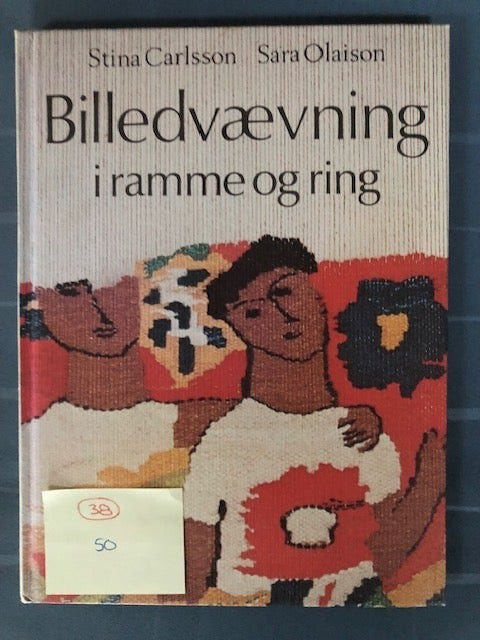 Stina Carlsson Sara Olaison
Billedvævning
i ramme og ring
38
50